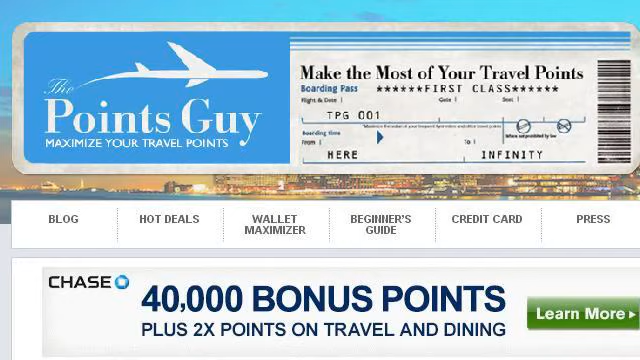 The
Points Guy
MAXIMIZE YOUR TRAVEL POINTS
Make the Most of Your Travel Points
Boarding Pass ******FIRST CLASS******
Flight & Date Gate Seat
TPG 001
Boarding time
From To
HERE INFINITY
BLOG HOT DEALS WALLET MAXIMIZER BEGINNER'S GUIDE CREDIT CARD PRESS
CHASE
40,000 BONUS POINTS
PLUS 2X POINTS ON TRAVEL AND DINING
Learn More